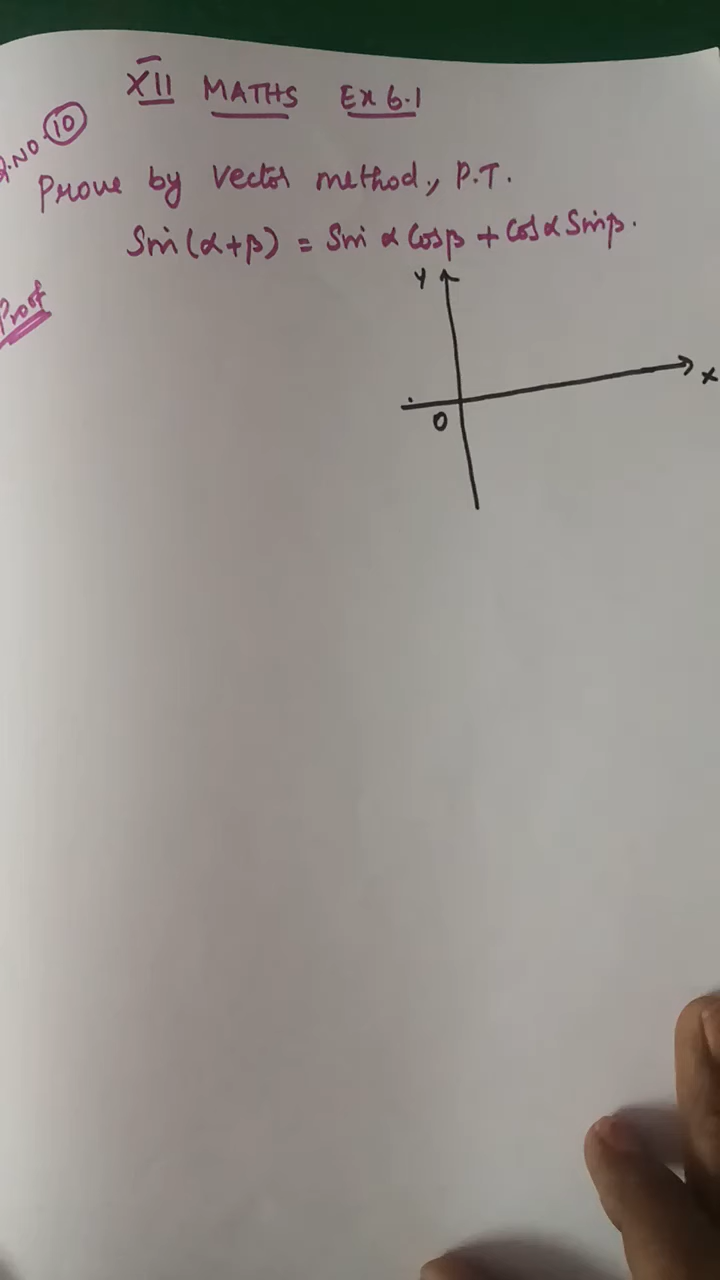 XII MATHS Ex 6.1
Q.NO. 10
Prove by vector method, P.T.
Sin(α+β) = Sin α Cosβ + Cosα Sinβ.
Proof
Y
X
O